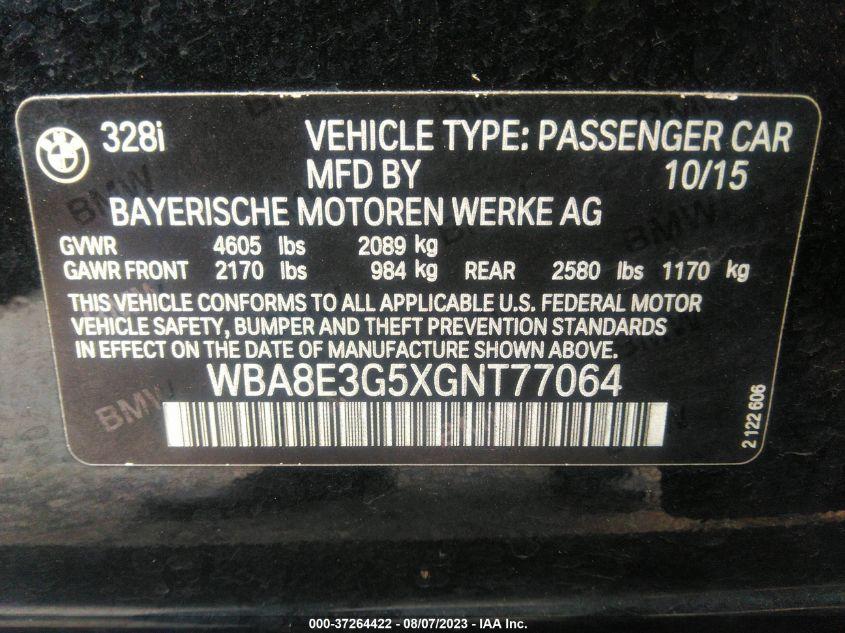 328i VEHICLE TYPE: PASSENGER CAR
MFD BY 10/15
BAYERISCHE MOTOREN WERKE AG
GVWR 4605 lbs 2089 kg
GAWR FRONT 2170 lbs 984 kg REAR 2580 lbs 1170 kg
THIS VEHICLE CONFORMS TO ALL APPLICABLE U.S. FEDERAL MOTOR
VEHICLE SAFETY, BUMPER AND THEFT PREVENTION STANDARDS
IN EFFECT ON THE DATE OF MANUFACTURE SHOWN ABOVE.
WBA8E3G5XGNT77064
2 122 606
BMW
BMW
BMW
000-37264422 - 08/07/2023 - IAA Inc.